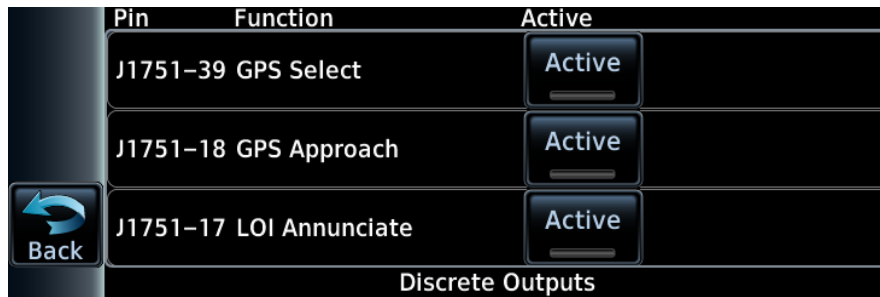 Pin Function Active
J1751-39 GPS Select Active
J1751-18 GPS Approach Active
J1751-17 LOI Annunciate Active
Back
Discrete Outputs